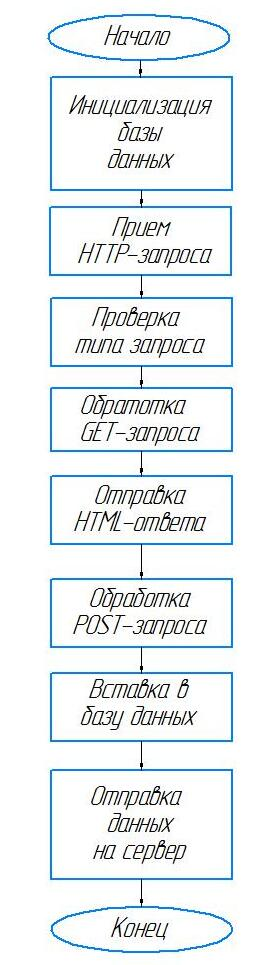 Начало
Инициализация
базы
данных
Прием
HTTP-запроса
Проверка
типа запроса
Обратотка
GET-запроса
Отправка
HTML-ответа
Обработка
POST-запроса
Вставка в
базу данных
Отправка
данных
на сервер
Конец